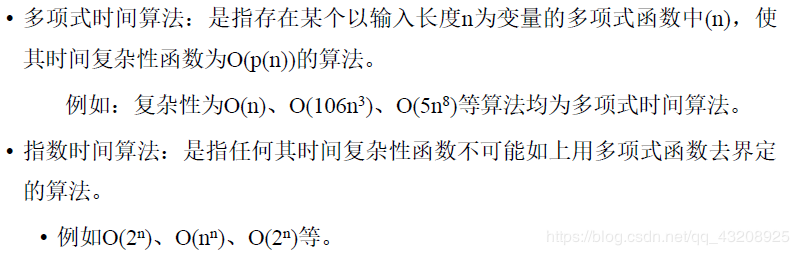 • 多项式时间算法：是指存在某个以输入长度n为变量的多项式函数中(n)，使
其时间复杂性函数为O(p(n))的算法。
例如：复杂性为O(n)、O(106n³)、O(5n⁸)等算法均为多项式时间算法。
• 指数时间算法：是指任何其时间复杂性函数不可能如上用多项式函数去界定
的算法。
• 例如O(2ⁿ)、O(nⁿ)、O(2ⁿ)等。
https://blog.csdn.net/qq_43208925